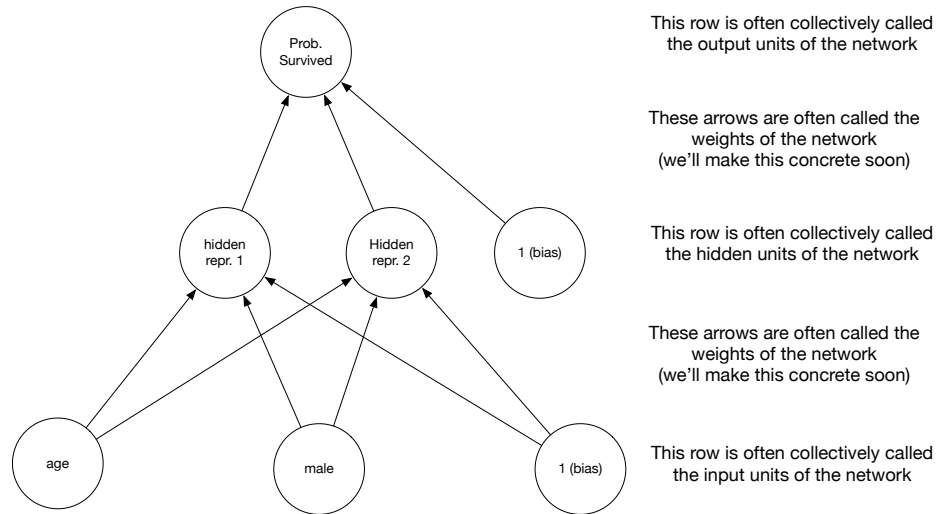 Prob.
Survived
This row is often collectively called
the output units of the network
These arrows are often called the
weights of the network
(we'll make this concrete soon)
hidden
repr. 1
Hidden
repr. 2
1 (bias)
This row is often collectively called
the hidden units of the network
These arrows are often called the
weights of the network
(we'll make this concrete soon)
age
male
1 (bias)
This row is often collectively called
the input units of the network